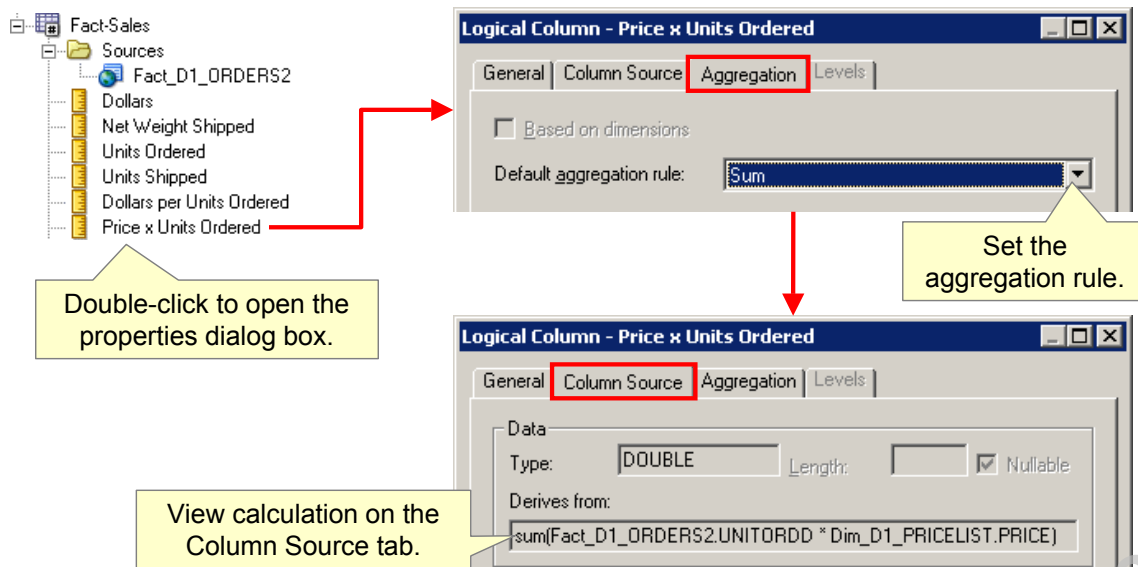 Fact-Sales
Sources
Fact_D1_ORDERS2
Dollars
Net Weight Shipped
Units Ordered
Units Shipped
Dollars per Units Ordered
Price x Units Ordered
Double-click to open the
properties dialog box.
Logical Column - Price x Units Ordered
General Column Source Aggregation Levels
Based on dimensions
Default aggregation rule: Sum
Set the
aggregation rule.
Logical Column - Price x Units Ordered
General Column Source Aggregation Levels
Data
Type: DOUBLE Length: Nullable
Derives from:
sum(Fact_D1_ORDERS2.UNITORDD * Dim_D1_PRICELIST.PRICE)
View calculation on the
Column Source tab.